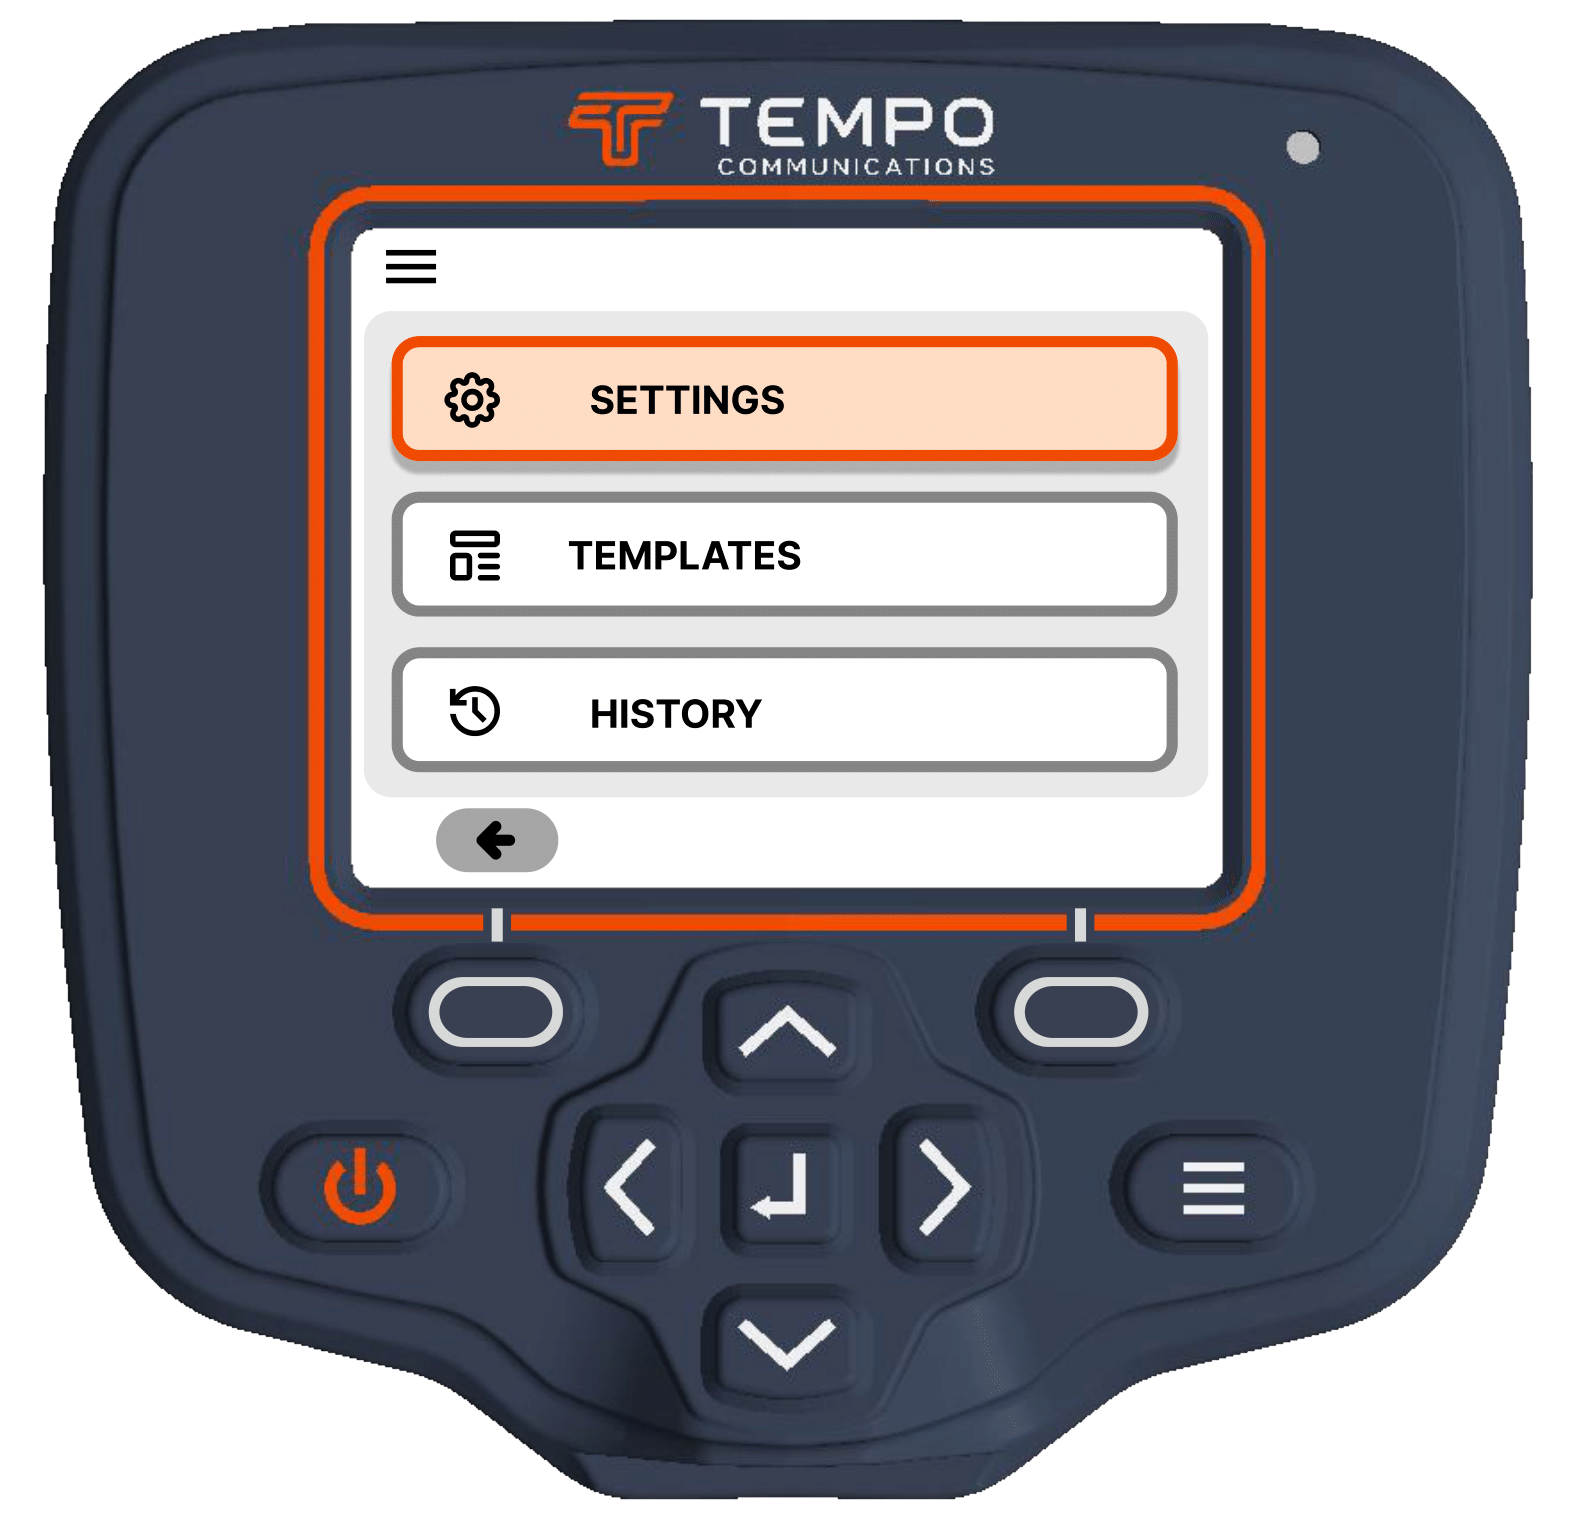 TEMPO
COMMUNICATIONS
SETTINGS
TEMPLATES
HISTORY